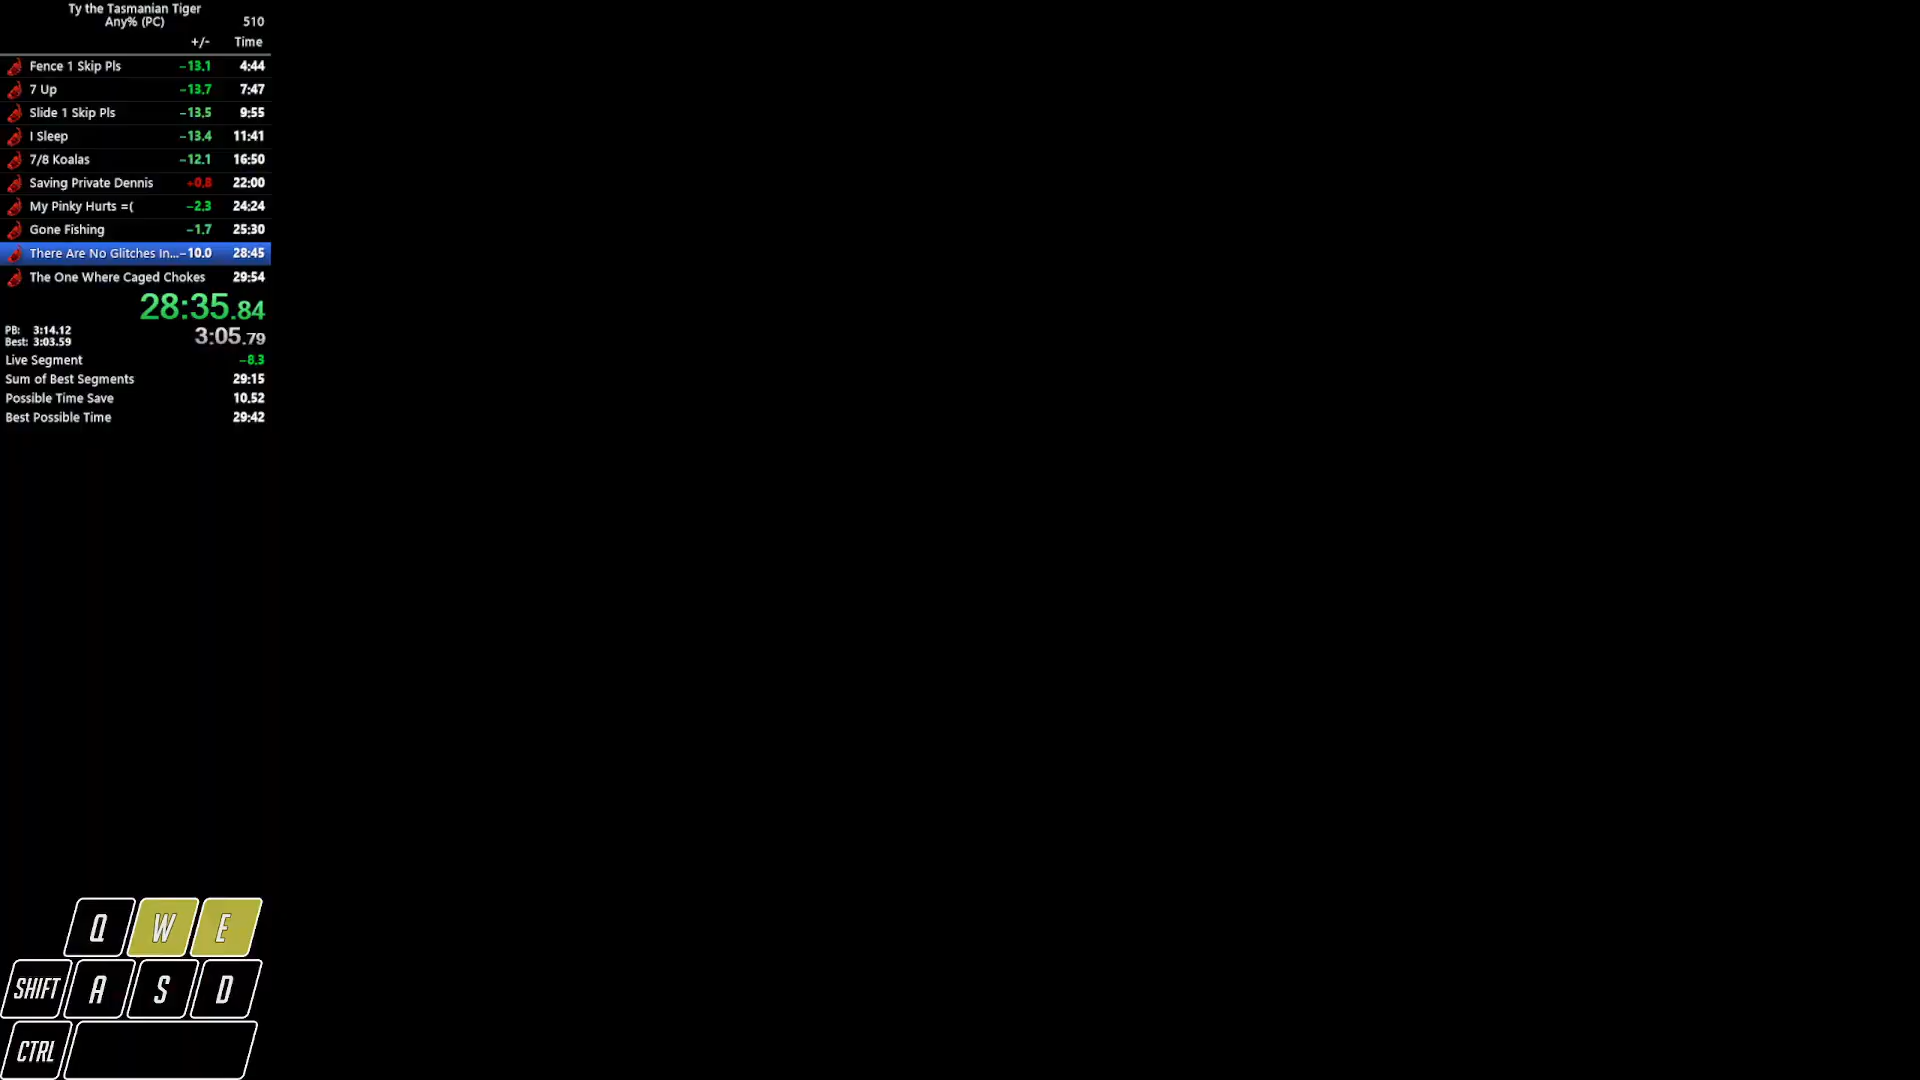 Ty the Tasmanian Tiger
Any% (PC) 510
+/- Time
Fence 1 Skip Pls −13.1 4:44
7 Up −13.7 7:47
Slide 1 Skip Pls −13.5 9:55
I Sleep −13.4 11:41
7/8 Koalas −12.1 16:50
Saving Private Dennis +0.8 22:00
My Pinky Hurts =( −2.3 24:24
Gone Fishing −1.7 25:30
There Are No Glitches In... −10.0 28:45
The One Where Caged Chokes 29:54
28:35.84
PB: 3:14.12
Best: 3:03.59
3:05.79
Live Segment −8.3
Sum of Best Segments 29:15
Possible Time Save 10.52
Best Possible Time 29:42
Q W E
SHIFT A S D
CTRL